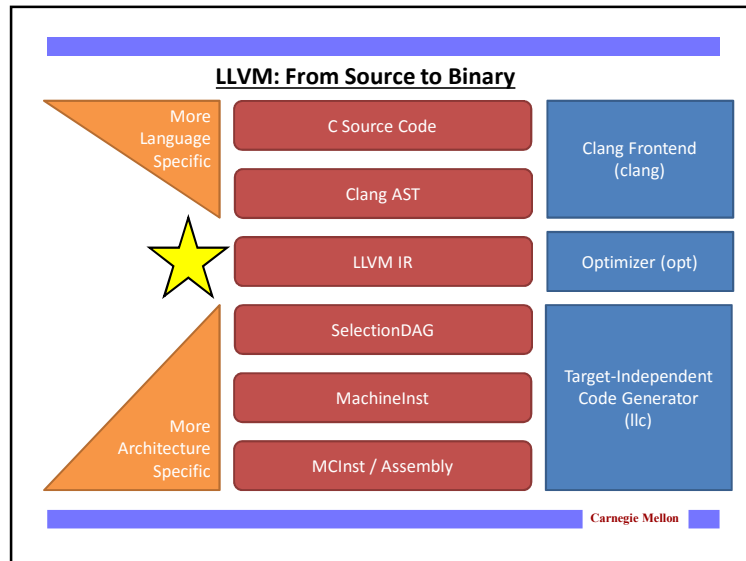 LLVM: From Source to Binary
More
Language
Specific
C Source Code
Clang Frontend
(clang)
Clang AST
LLVM IR
Optimizer (opt)
SelectionDAG
Target-Independent
Code Generator
(llc)
MachineInst
More
Architecture
Specific
MCInst / Assembly
Carnegie Mellon